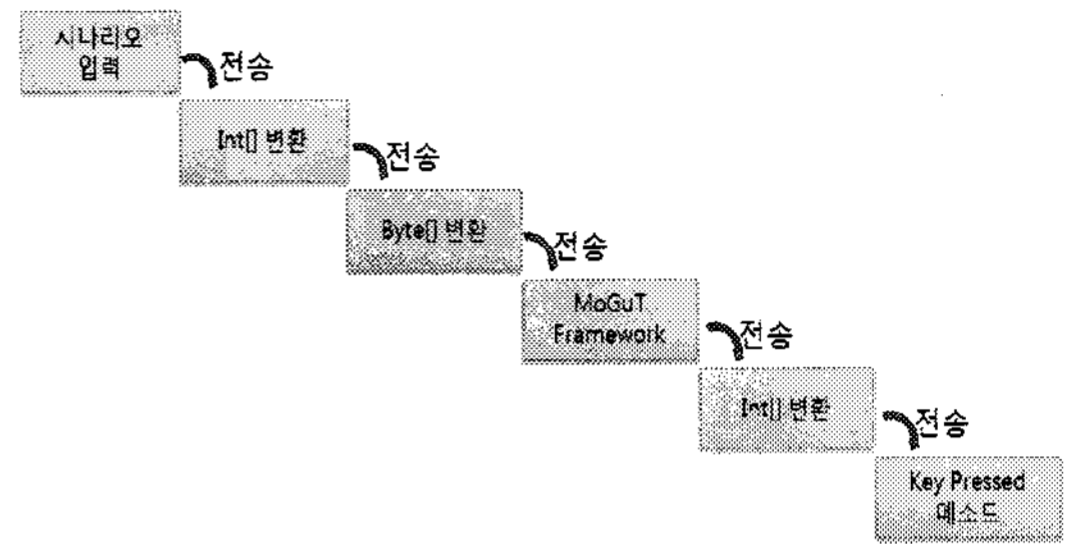 시나리오
입력
전송
Int[] 변환
전송
Byte[] 변환
전송
MoGuT
Framework
전송
Int[] 변환
전송
Key Pressed
메소드